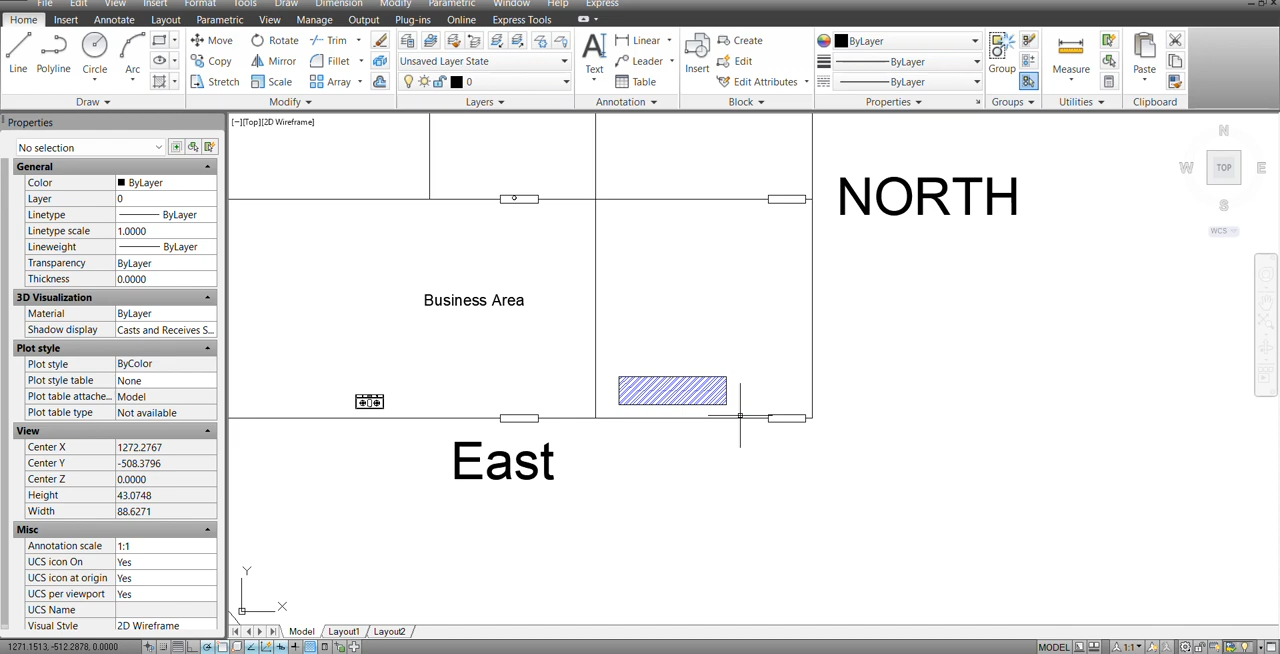 File Edit View Insert Format Tools Draw Dimension Modify Parametric Window Help Express
Home Insert Annotate Layout Parametric View Manage Output Plug-ins Online Express Tools
Line Polyline Circle Arc
Move Rotate Trim
Copy Mirror Fillet
Stretch Scale Array
Unsaved Layer State
0
Text
Linear
Leader
Table
Insert
Create
Edit
Edit Attributes
ByLayer
ByLayer
ByLayer
Group
Measure
Paste
Draw Modify Layers Annotation Block Properties Groups Utilities Clipboard
Properties
No selection
General
Color ByLayer
Layer 0
Linetype ByLayer
Linetype scale 1.0000
Lineweight ByLayer
Transparency ByLayer
Thickness 0.0000
3D Visualization
Material ByLayer
Shadow display Casts and Receives S...
Plot style
Plot style ByColor
Plot style table None
Plot table attache... Model
Plot table type Not available
View
Center X 1272.2767
Center Y -508.3796
Center Z 0.0000
Height 43.0748
Width 88.6271
Misc
Annotation scale 1:1
UCS icon On Yes
UCS icon at origin Yes
UCS per viewport Yes
UCS Name
Visual Style 2D Wireframe
[−][Top][2D Wireframe]
NORTH
Business Area
East
N
W TOP E
S
WCS
Y
X
Model Layout1 Layout2
1271.1513, -512.2878, 0.0000
MODEL
1:1